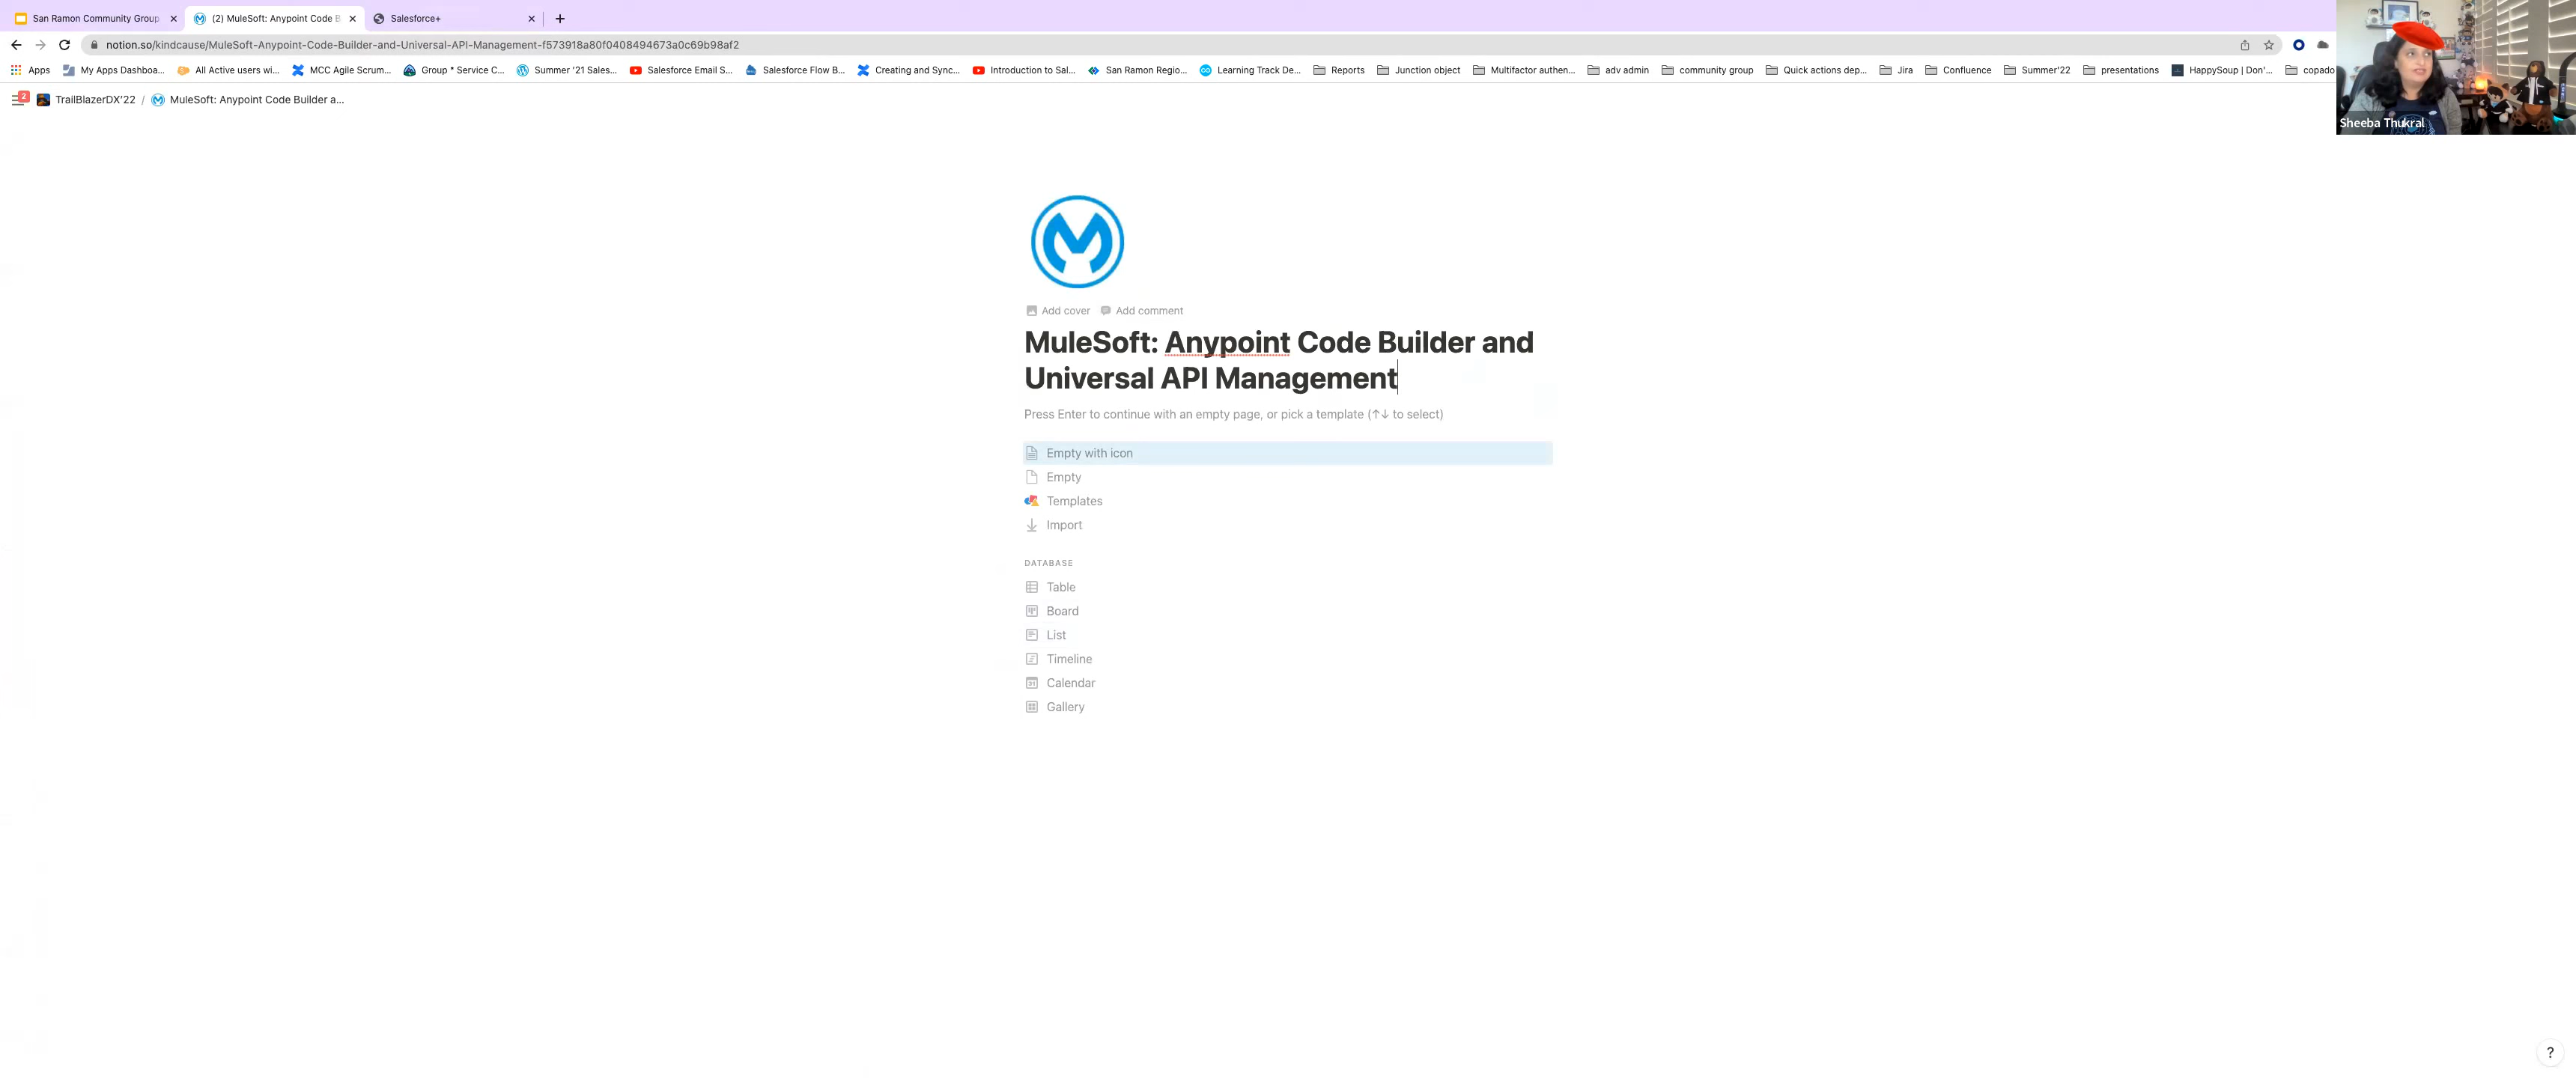 San Ramon Community Group
(2) MuleSoft: Anypoint Code B
Salesforce+
notion.so/kindcause/MuleSoft-Anypoint-Code-Builder-and-Universal-API-Management-f573918a80f0408494673a0c69b98af2
Apps My Apps Dashboa... All Active users wi... MCC Agile Scrum... Group * Service C... Summer '21 Sales... Salesforce Email S... Salesforce Flow B... Creating and Sync... Introduction to Sal... San Ramon Regio... Learning Track De... Reports Junction object Multifactor authen... adv admin community group Quick actions dep... Jira Confluence Summer'22 presentations HappySoup | Don'... copado
2 TrailBlazerDX'22 / MuleSoft: Anypoint Code Builder a...
Sheeba Thukral
Add cover Add comment
MuleSoft: Anypoint Code Builder and
Universal API Management
Press Enter to continue with an empty page, or pick a template (↑↓ to select)
Empty with icon
Empty
Templates
Import
DATABASE
Table
Board
List
Timeline
Calendar
Gallery
?